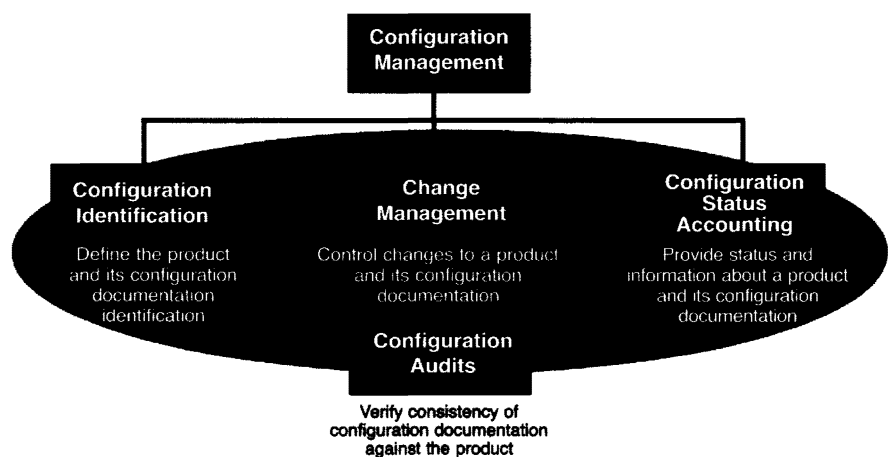 Configuration
Management
Configuration
Identification
Define the product
and its configuration
documentation
identification
Change
Management
Control changes to a product
and its configuration
documentation
Configuration
Status
Accounting
Provide status and
information about a product
and its configuration
documentation
Configuration
Audits
Verify consistency of
configuration documentation
against the product